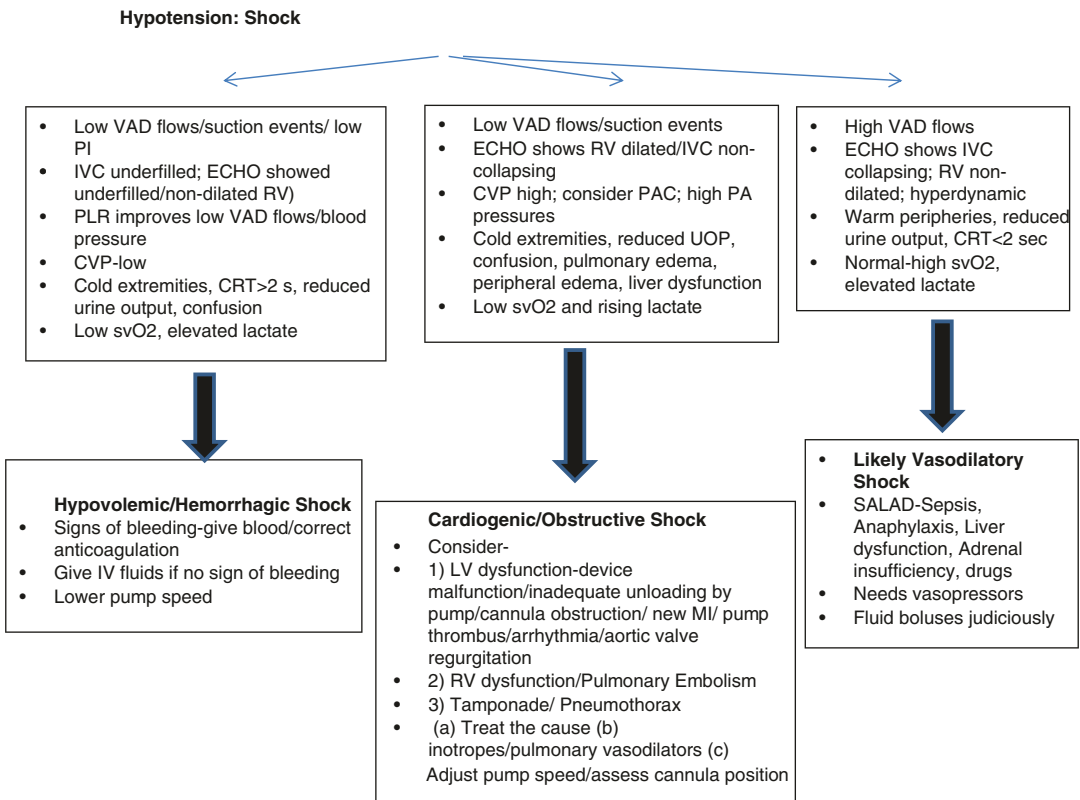 Hypotension: Shock
• Low VAD flows/suction events/ low
PI
• IVC underfilled; ECHO showed
underfilled/non-dilated RV)
• PLR improves low VAD flows/blood
pressure
• CVP-low
• Cold extremities, CRT>2 s, reduced
urine output, confusion
• Low svO2, elevated lactate
• Low VAD flows/suction events
• ECHO shows RV dilated/IVC non-
collapsing
• CVP high; consider PAC; high PA
pressures
• Cold extremities, reduced UOP,
confusion, pulmonary edema,
peripheral edema, liver dysfunction
• Low svO2 and rising lactate
• High VAD flows
• ECHO shows IVC
collapsing; RV non-
dilated; hyperdynamic
• Warm peripheries, reduced
urine output, CRT<2 sec
• Normal-high svO2,
elevated lactate
Hypovolemic/Hemorrhagic Shock
• Signs of bleeding-give blood/correct
anticoagulation
• Give IV fluids if no sign of bleeding
• Lower pump speed
Cardiogenic/Obstructive Shock
• Consider-
• 1) LV dysfunction-device
malfunction/inadequate unloading by
pump/cannula obstruction/ new MI/ pump
thrombus/arrhythmia/aortic valve
regurgitation
• 2) RV dysfunction/Pulmonary Embolism
• 3) Tamponade/ Pneumothorax
• (a) Treat the cause (b)
inotropes/pulmonary vasodilators (c)
Adjust pump speed/assess cannula position
• Likely Vasodilatory
Shock
• SALAD-Sepsis,
Anaphylaxis, Liver
dysfunction, Adrenal
insufficiency, drugs
• Needs vasopressors
• Fluid boluses judiciously